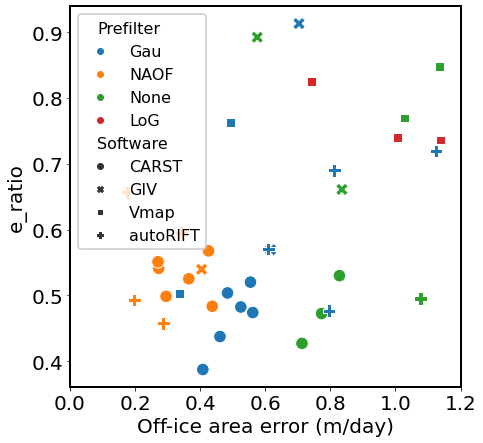 0.9
0.8
0.7
0.6
0.5
0.4
e_ratio
Prefilter
Gau
NAOF
None
LoG
Software
CARST
GIV
Vmap
autoRIFT
0.0 0.2 0.4 0.6 0.8 1.0 1.2
Off-ice area error (m/day)